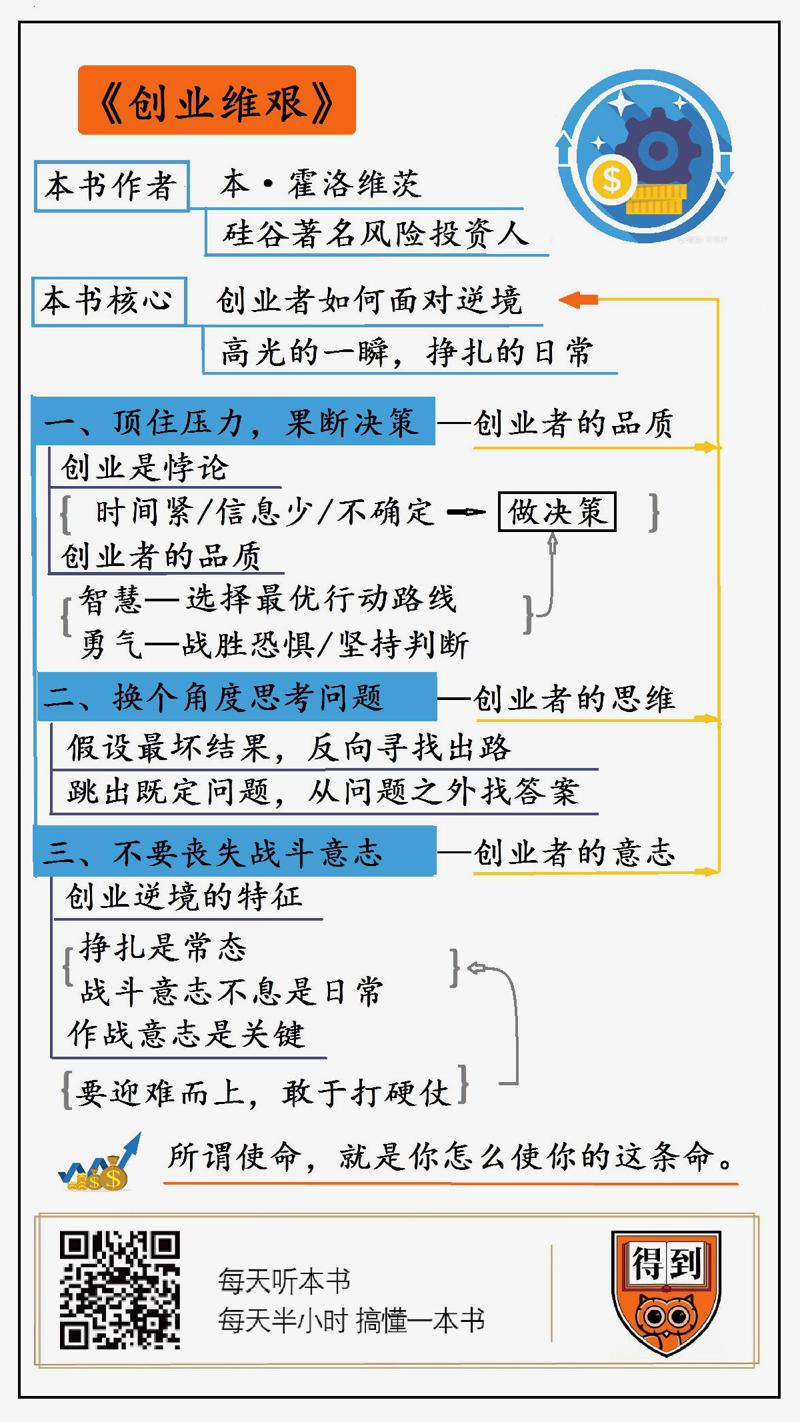 《创业维艰》
本书作者 本·霍洛维茨
硅谷著名风险投资人
本书核心 创业者如何面对逆境
高光的一瞬，挣扎的日常
一、顶住压力，果断决策 —创业者的品质
创业是悖论
{ 时间紧/信息少/不确定 做决策 }
创业者的品质
{ 智慧—选择最优行动路线 }
勇气—战胜恐惧/坚持判断
二、换个角度思考问题 —创业者的思维
假设最坏结果，反向寻找出路
跳出既定问题，从问题之外找答案
三、不要丧失战斗意志 —创业者的意志
创业逆境的特征
{ 挣扎是常态 }
战斗意志不息是日常
作战意志是关键
{要迎难而上，敢于打硬仗}
所谓使命，就是你怎么使你的这条命。
每天听本书
每天半小时 搞懂一本书
得到
$
$
$